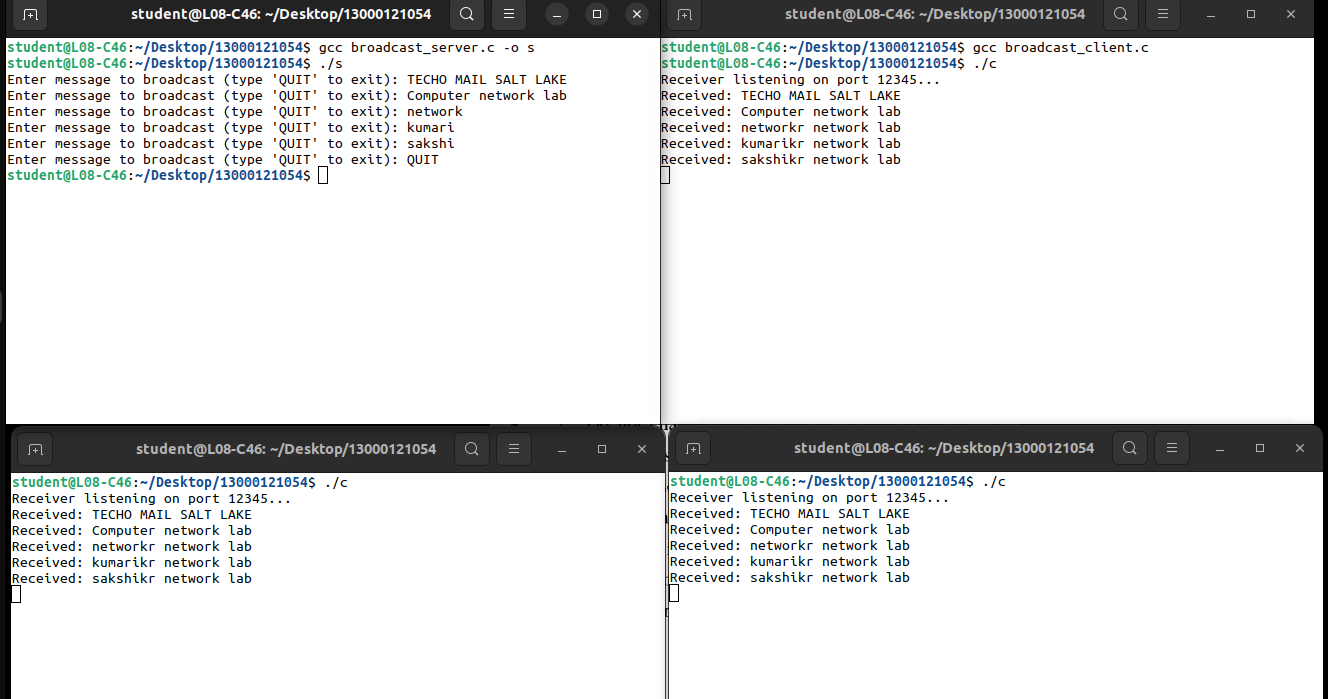 student@L08-C46: ~/Desktop/13000121054
student@L08-C46:~/Desktop/13000121054$ gcc broadcast_server.c -o s
student@L08-C46:~/Desktop/13000121054$ ./s
Enter message to broadcast (type 'QUIT' to exit): TECHO MAIL SALT LAKE
Enter message to broadcast (type 'QUIT' to exit): Computer network lab
Enter message to broadcast (type 'QUIT' to exit): network
Enter message to broadcast (type 'QUIT' to exit): kumari
Enter message to broadcast (type 'QUIT' to exit): sakshi
Enter message to broadcast (type 'QUIT' to exit): QUIT
student@L08-C46:~/Desktop/13000121054$
student@L08-C46: ~/Desktop/13000121054
student@L08-C46:~/Desktop/13000121054$ gcc broadcast_client.c
student@L08-C46:~/Desktop/13000121054$ ./c
Receiver listening on port 12345...
Received: TECHO MAIL SALT LAKE
Received: Computer network lab
Received: networkr network lab
Received: kumarikr network lab
Received: sakshikr network lab
student@L08-C46: ~/Desktop/13000121054
student@L08-C46:~/Desktop/13000121054$ ./c
Receiver listening on port 12345...
Received: TECHO MAIL SALT LAKE
Received: Computer network lab
Received: networkr network lab
Received: kumarikr network lab
Received: sakshikr network lab
student@L08-C46: ~/Desktop/13000121054
student@L08-C46:~/Desktop/13000121054$ ./c
Receiver listening on port 12345...
Received: TECHO MAIL SALT LAKE
Received: Computer network lab
Received: networkr network lab
Received: kumarikr network lab
Received: sakshikr network lab